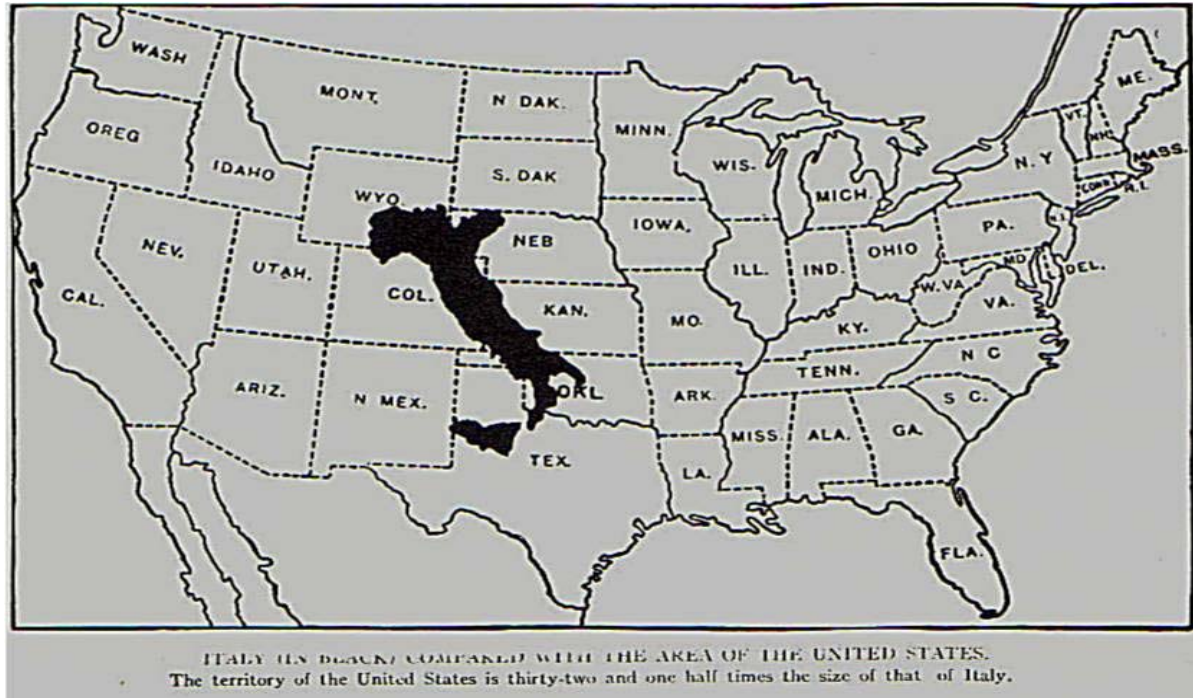 WASH
MONT.
N DAK.
MINN.
ME.
VT.
N.H.
OREG
IDAHO
S. DAK
WIS.
MICH.
N. Y
MASS.
CONN.
R.I.
WYO.
NEV.
UTAH.
NEB
IOWA.
ILL.
IND.
OHIO
PA.
N.J.
MD
DEL.
W. VA
VA.
CAL.
COL.
KAN.
MO.
KY.
ARIZ.
N MEX.
OKL
ARK.
TENN.
N C
S C.
TEX.
LA.
MISS.
ALA.
GA.
FLA.
ITALY (IN BLACK) COMPARED WITH THE AREA OF THE UNITED STATES.
The territory of the United States is thirty-two and one half times the size of that of Italy.